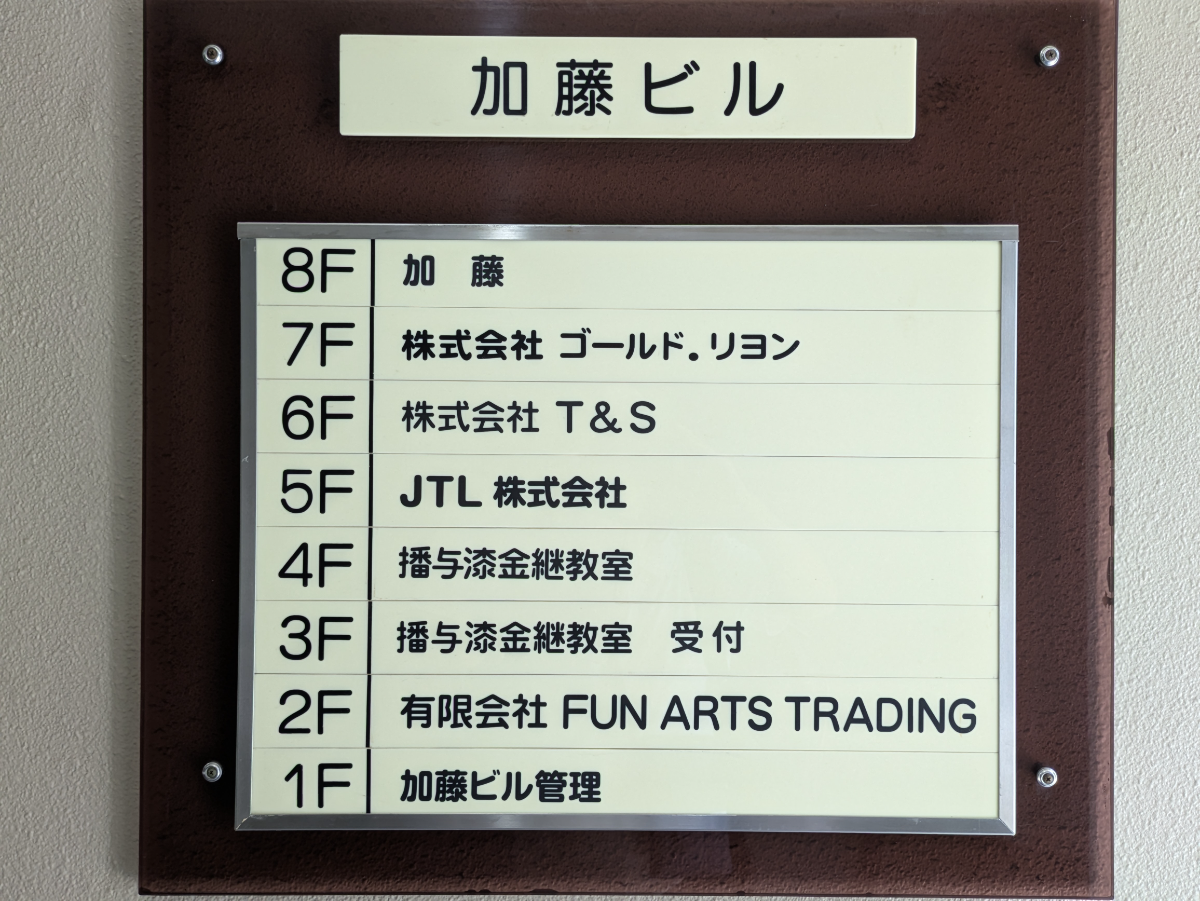 加藤ビル
8F 加 藤
7F 株式会社 ゴールド.リヨン
6F 株式会社 T&S
5F JTL 株式会社
4F 播与漆金継教室
3F 播与漆金継教室 受付
2F 有限会社 FUN ARTS TRADING
1F 加藤ビル管理